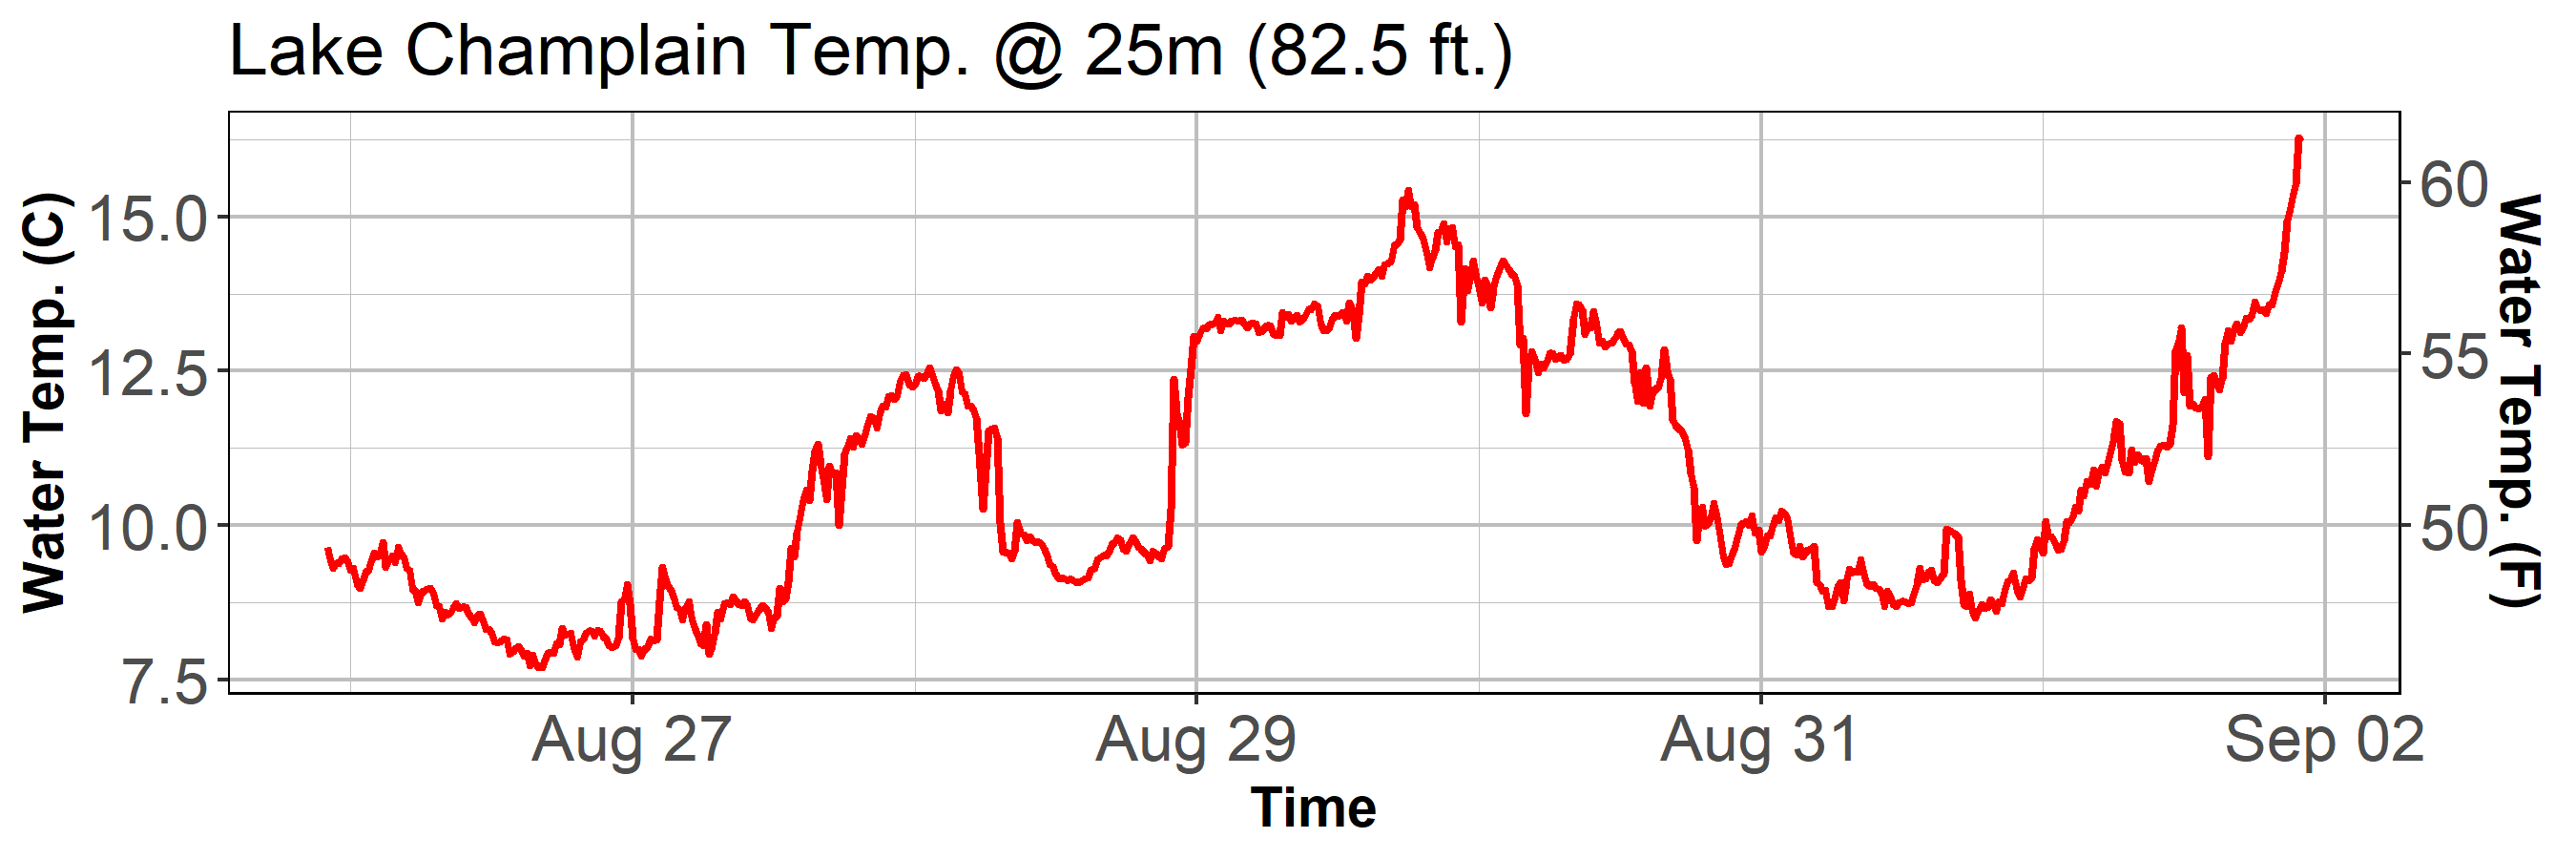 Lake Champlain Temp. @ 25m (82.5 ft.)
Water Temp. (C)
15.0
12.5
10.0
7.5
60
55
50
Water Temp. (F)
Aug 27
Aug 29
Aug 31
Sep 02
Time